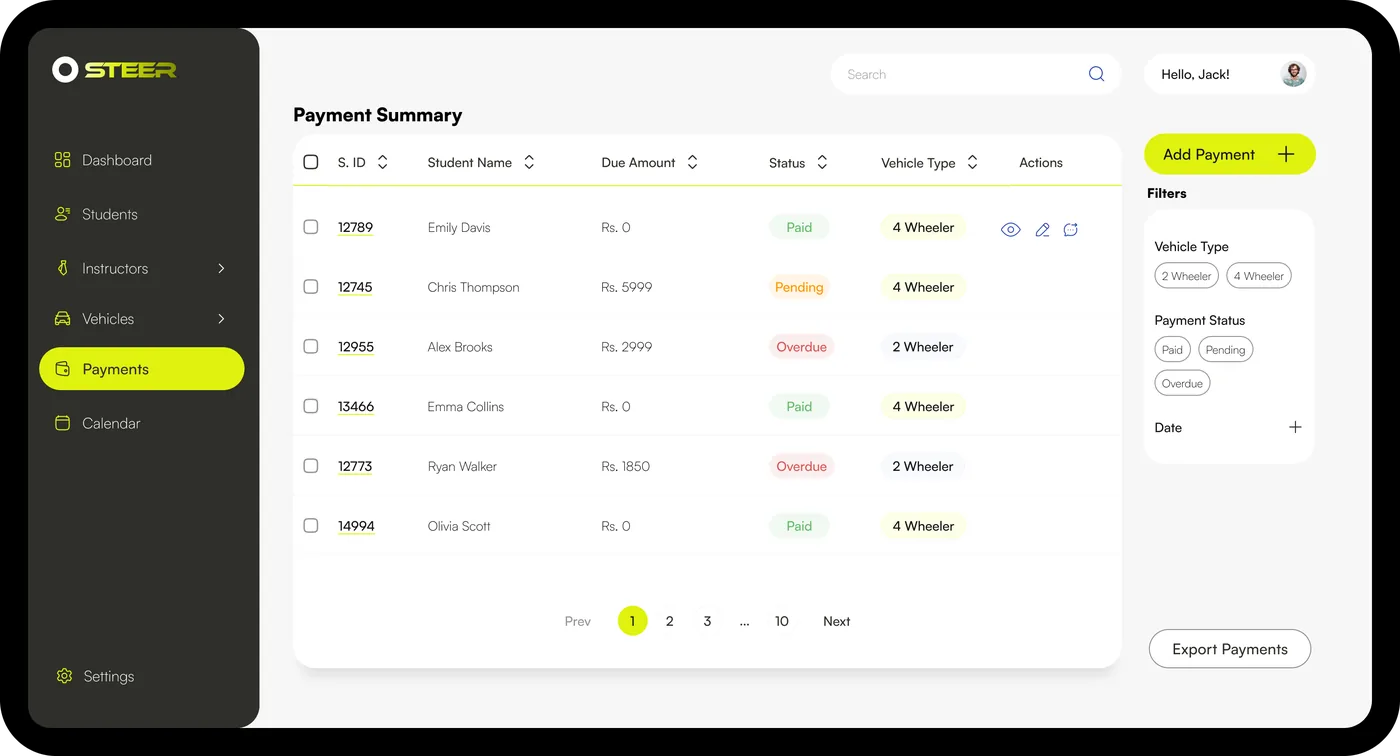 STEER
Dashboard
Students
Instructors
Vehicles
Payments
Calendar
Settings
Search
Hello, Jack!
Payment Summary
S. ID Student Name Due Amount Status Vehicle Type Actions
12789 Emily Davis Rs. 0 Paid 4 Wheeler
12745 Chris Thompson Rs. 5999 Pending 4 Wheeler
12955 Alex Brooks Rs. 2999 Overdue 2 Wheeler
13466 Emma Collins Rs. 0 Paid 4 Wheeler
12773 Ryan Walker Rs. 1850 Overdue 2 Wheeler
14994 Olivia Scott Rs. 0 Paid 4 Wheeler
Prev 1 2 3 ... 10 Next
Add Payment
Filters
Vehicle Type
2 Wheeler 4 Wheeler
Payment Status
Paid Pending
Overdue
Date
Export Payments